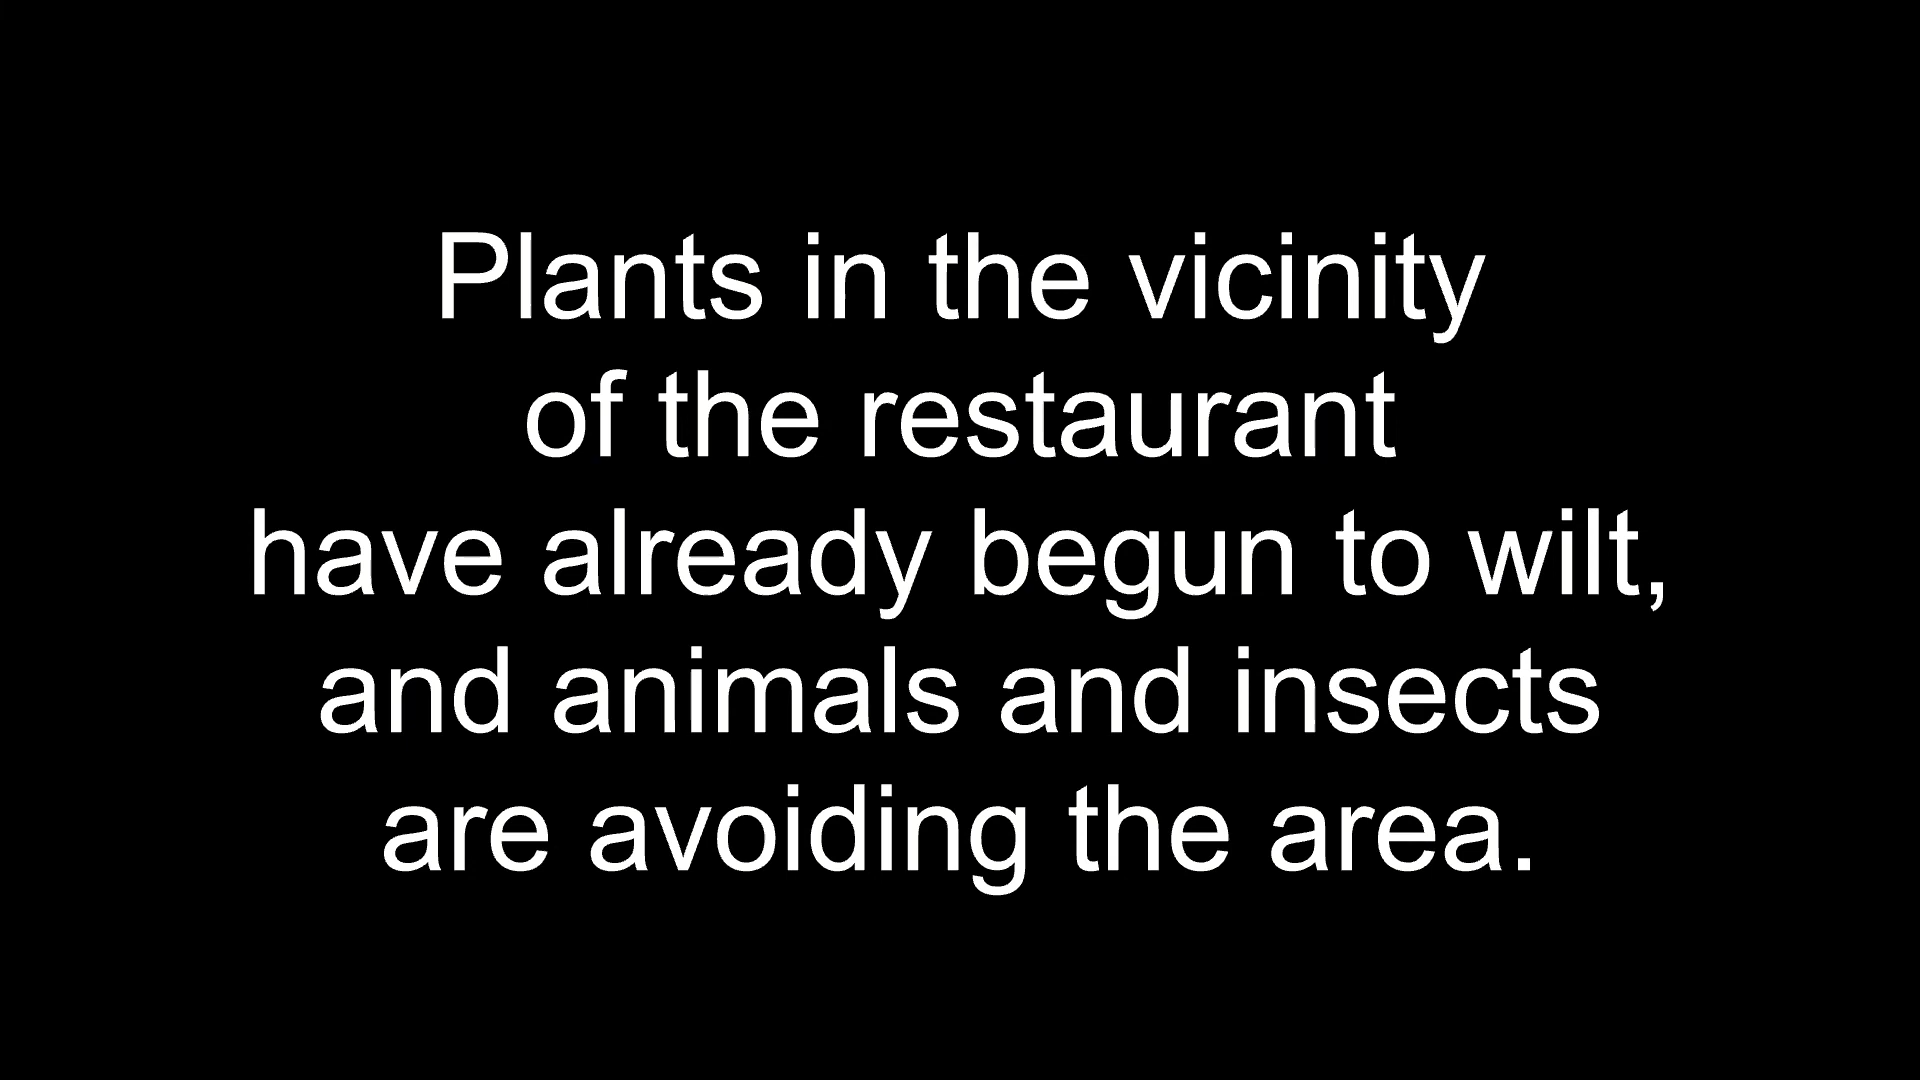 Plants in the vicinity
of the restaurant
have already begun to wilt,
and animals and insects
are avoiding the area.